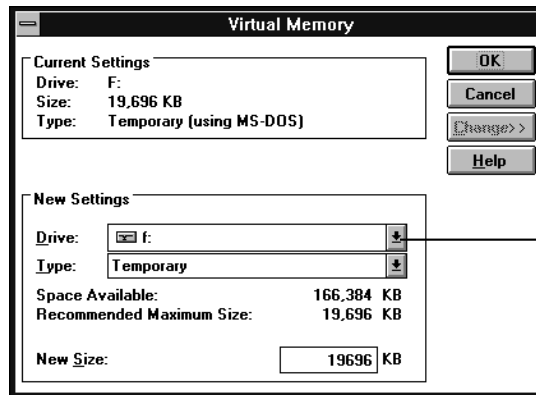 Virtual Memory
Current Settings
Drive: F:
Size: 19,696 KB
Type: Temporary (using MS-DOS)
OK
Cancel
Change>>
Help
New Settings
Drive: f:
Type: Temporary
Space Available: 166,384 KB
Recommended Maximum Size: 19,696 KB
New Size: 19696 KB